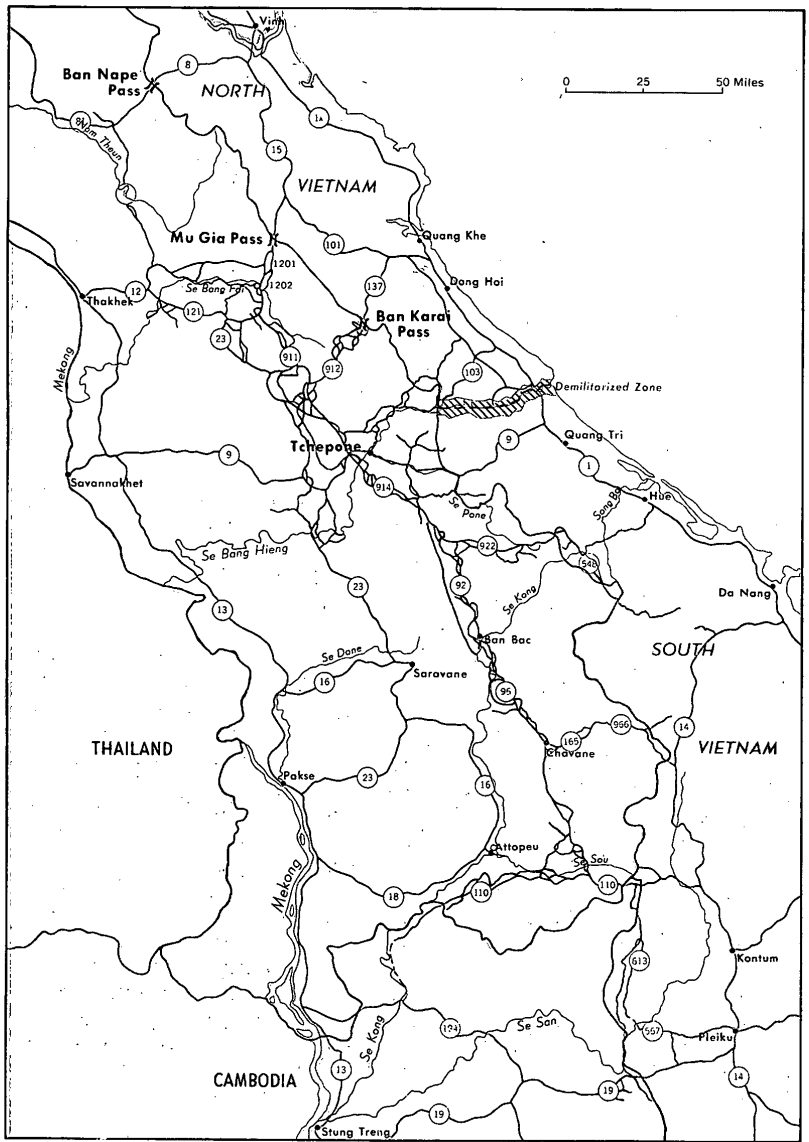 Vinh
Ban Nape
Pass
8
NORTH
0 25 50 Miles
8
Nam Theun
1A
15
VIETNAM
Mu Gia Pass
Quang Khe
101
1201
Se Bang Fai
1202
137
Dong Hoi
12
Thakhek
121
Ban Karai
Pass
23
911
912
103
Mekong
Demilitarized Zone
Tchepone
9
Quang Tri
9
1
Savannakhet
914
Hue
Se Pone
922
Se Bang Hieng
548
23
92
Se Kong
13
Da Nang
Ban Bac
Se Done
SOUTH
Saravane
16
96
966
14
THAILAND
165
VIETNAM
Chavane
Pakse
23
16
Attopeu
Se Sou
Mekong
18
110
110
613
Kontum
Se Kong
Se San
567
Pleiku
13
CAMBODIA
19
14
19
Stung Treng